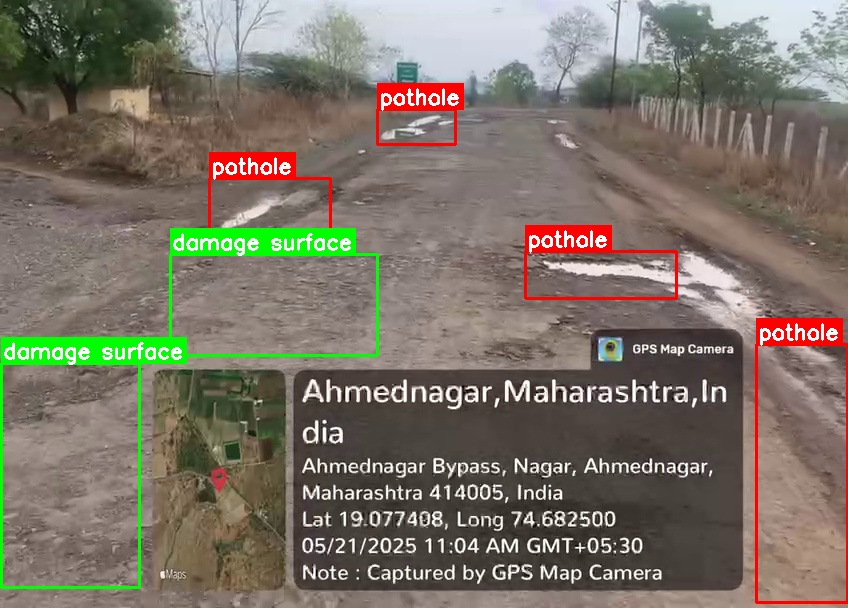 pothole
pothole
damage surface
pothole
pothole
damage surface
GPS Map Camera
Ahmednagar,Maharashtra,In
dia
Ahmednagar Bypass, Nagar, Ahmednagar,
Maharashtra 414005, India
Lat 19.077408, Long 74.682500
05/21/2025 11:04 AM GMT+05:30
Note : Captured by GPS Map Camera
Maps